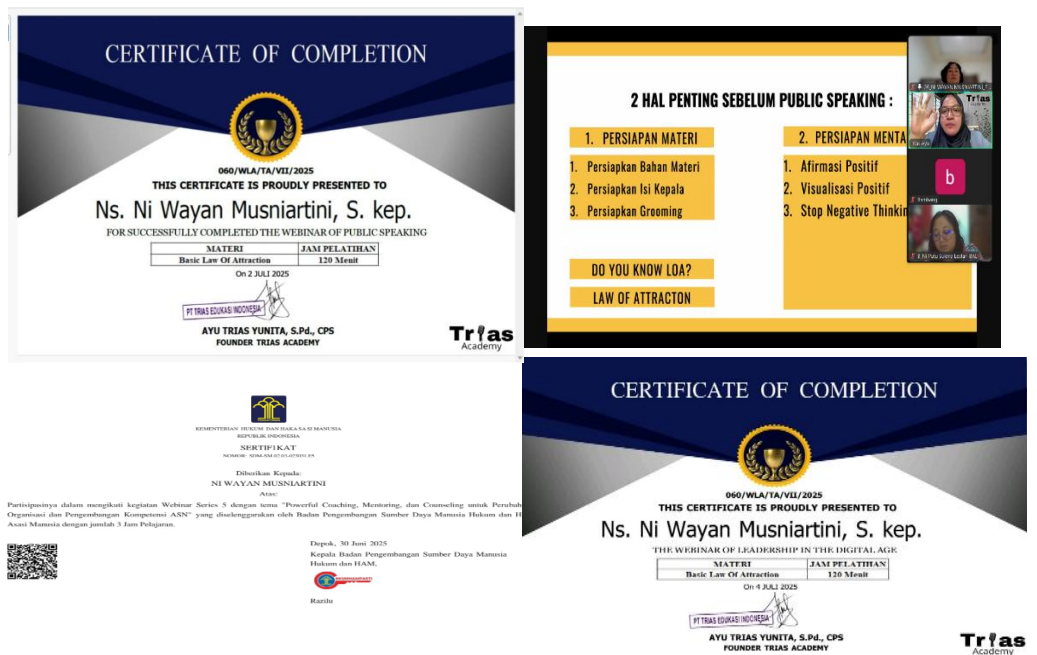 CERTIFICATE OF COMPLETION
060/WLA/TA/VII/2025
THIS CERTIFICATE IS PROUDLY PRESENTED TO
Ns. Ni Wayan Musniartini, S. kep.
FOR SUCCESSFULLY COMPLETED THE WEBINAR OF PUBLIC SPEAKING
MATERI JAM PELATIHAN
Basic Law Of Attraction 120 Menit
On 2 JULI 2025
PT TRIAS EDUKASI INDONESIA
AYU TRIAS YUNITA, S.Pd., CPS
FOUNDER TRIAS ACADEMY
Trias
Academy
2 HAL PENTING SEBELUM PUBLIC SPEAKING :
1. PERSIAPAN MATERI
1. Persiapkan Bahan Materi
2. Persiapkan Isi Kepala
3. Persiapkan Grooming
DO YOU KNOW LOA?
LAW OF ATTRACTON
2. PERSIAPAN MENTA
1. Afirmasi Positif
2. Visualisasi Positif
3. Stop Negative Thinkin
Trias
b
KEMENTERIAN HUKUM DAN HAK ASASI MANUSIA
REPUBLIK INDONESIA
SERTIFIKAT
Diberikan Kepada:
NI WAYAN MUSNIARTINI
Atas:
Partisipasinya dalam mengikuti kegiatan Webinar Series 5 dengan tema "Powerful Coaching, Mentoring, dan Counseling untuk Perubah
Organisasi dan Pengembangan Kompetensi ASN" yang diselenggarakan oleh Badan Pengembangan Sumber Daya Manusia Hukum dan H
Asasi Manusia dengan jumlah 3 Jam Pelajaran.
Depok, 30 Juni 2025
Kepala Badan Pengembangan Sumber Daya Manusia
Hukum dan HAM,
Razilu
CERTIFICATE OF COMPLETION
060/WLA/TA/VII/2025
THIS CERTIFICATE IS PROUDLY PRESENTED TO
Ns. Ni Wayan Musniartini, S. kep.
THE WEBINAR OF LEADERSHIP IN THE DIGITAL AGE
MATERI JAM PELATIHAN
Basic Law Of Attraction 120 Menit
On 4 JULI 2025
PT TRIAS EDUKASI INDONESIA
AYU TRIAS YUNITA, S.Pd., CPS
FOUNDER TRIAS ACADEMY
Trias
Academy